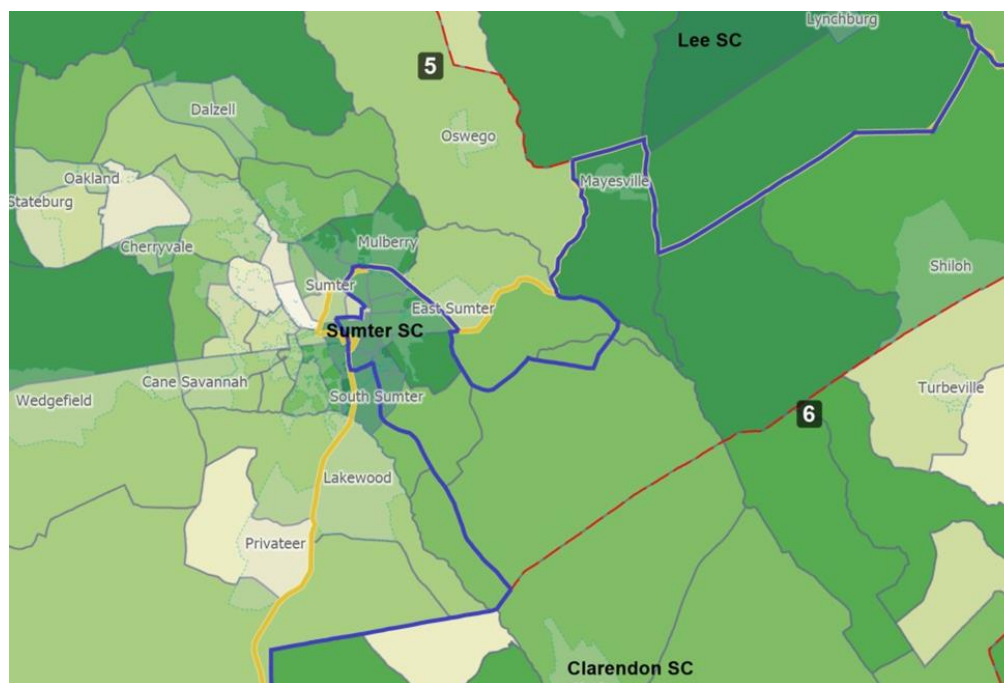 Lynchburg
Lee SC
5
Dalzell
Oswego
Oakland
Mayesville
Stateburg
Cherryvale
Mulberry
Shiloh
Sumter
East Sumter
Sumter SC
Cane Savannah
Turbeville
Wedgefield
South Sumter
6
Lakewood
Privateer
Clarendon SC